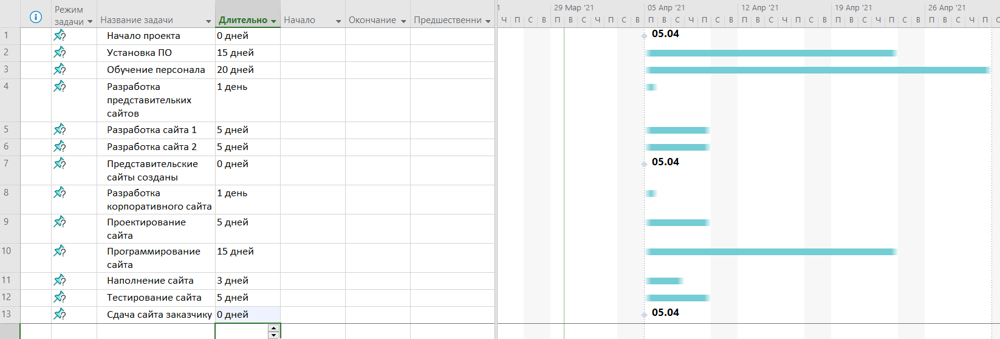 Режим задачи Название задачи Длительно Начало Окончание Предшественни
1 29 Мар '21 05 Апр '21 12 Апр '21 19 Апр '21 26 Апр '21
Ч П С В П В С Ч П С В П В С Ч П С В П В С Ч П С В П В С Ч П С В П В С Ч П С
1 Начало проекта 0 дней 05.04
2 Установка ПО 15 дней
3 Обучение персонала 20 дней
4 Разработка 1 день
представительких
сайтов
5 Разработка сайта 1 5 дней
6 Разработка сайта 2 5 дней
7 Представительские 0 дней 05.04
сайты созданы
8 Разработка 1 день
корпоративного сайта
9 Проектирование 5 дней
сайта
10 Программирование 15 дней
сайта
11 Наполнение сайта 3 дней
12 Тестирование сайта 5 дней
13 Сдача сайта заказчику 0 дней 05.04